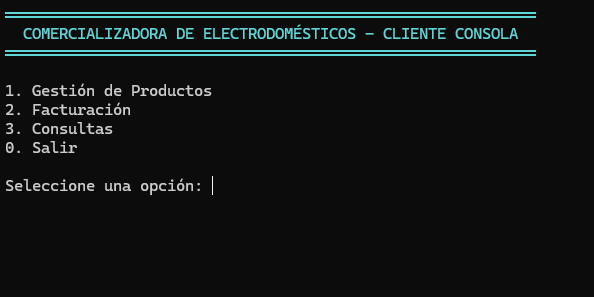 COMERCIALIZADORA DE ELECTRODOMÉSTICOS - CLIENTE CONSOLA
1. Gestión de Productos
2. Facturación
3. Consultas
0. Salir
Seleccione una opción: